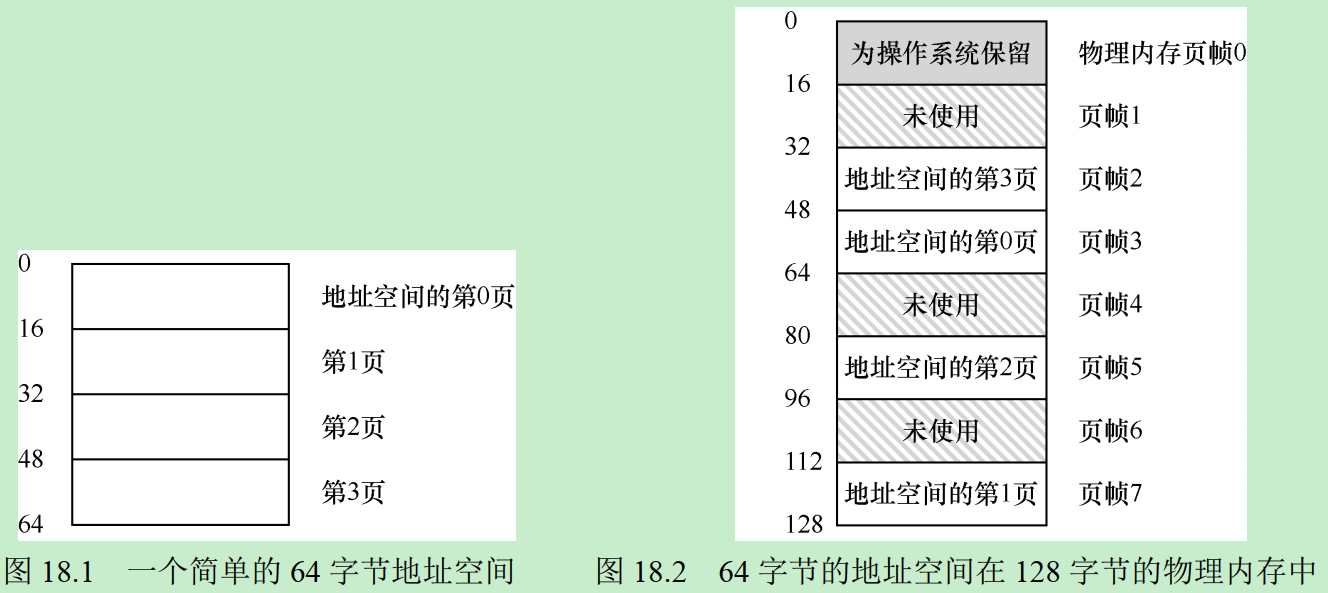 0
地址空间的第0页
16
第1页
32
第2页
48
第3页
64
图 18.1 一个简单的 64 字节地址空间
0
为操作系统保留 物理内存页帧0
16
未使用 页帧1
32
地址空间的第3页 页帧2
48
地址空间的第0页 页帧3
64
未使用 页帧4
80
地址空间的第2页 页帧5
96
未使用 页帧6
112
地址空间的第1页 页帧7
128
图 18.2 64 字节的地址空间在 128 字节的物理内存中